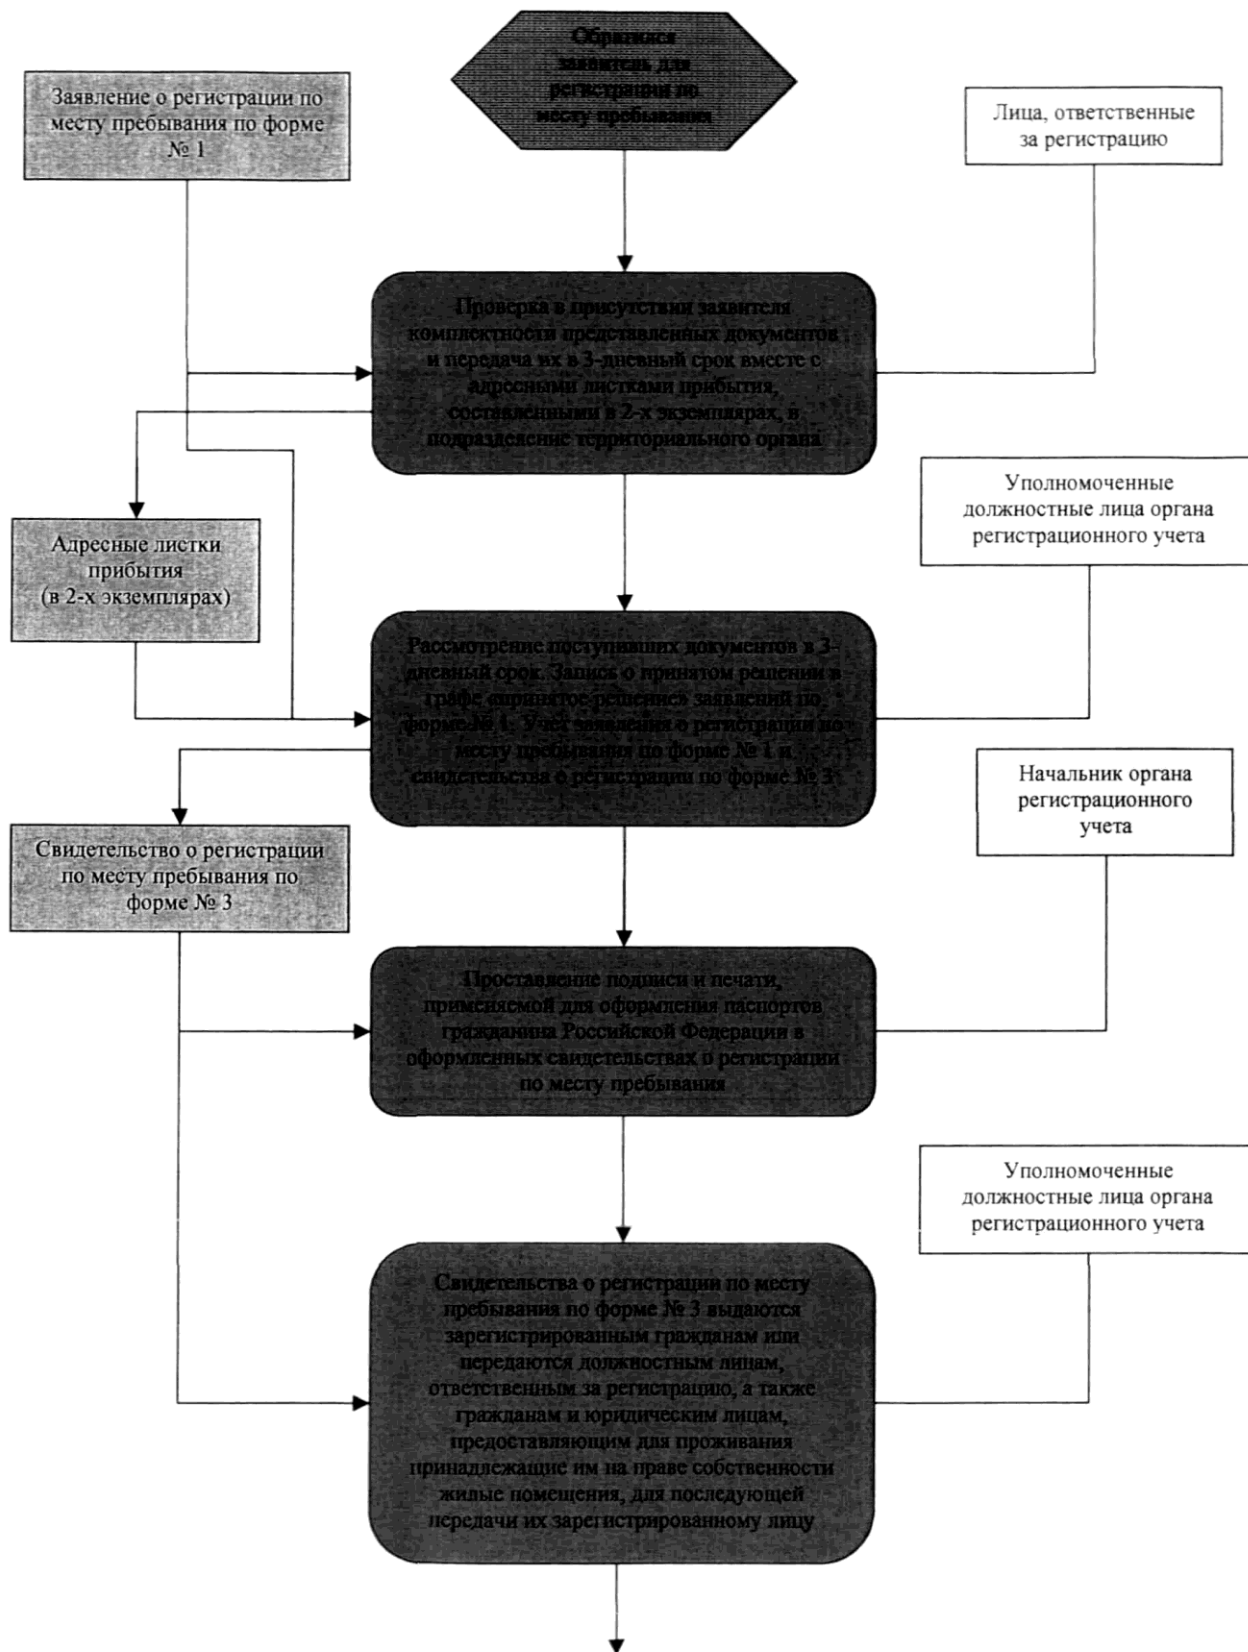 Обратился
заявитель для
регистрации по
месту пребывания
Заявление о регистрации по
месту пребывания по форме
№ 1
Лица, ответственные
за регистрацию
Проверка в присутствии заявителя
комплектности представленных документов
и передача их в 3-дневный срок вместе с
адресными листками прибытия,
составленными в 2-х экземплярах, в
подразделение территориального органа
Уполномоченные
должностные лица органа
регистрационного учета
Адресные листки
прибытия
(в 2-х экземплярах)
Рассмотрение поступивших документов в 3-
дневный срок. Запись о принятом решении в
графе «принятое решение» заявлений по
форме № 1. Учет заявления о регистрации по
месту пребывания по форме № 1 и
свидетельства о регистрации по форме № 3
Начальник органа
регистрационного
учета
Свидетельство о регистрации
по месту пребывания по
форме № 3
Проставление подписи и печати,
применяемой для оформления паспортов
гражданина Российской Федерации в
оформленных свидетельствах о регистрации
по месту пребывания
Уполномоченные
должностные лица органа
регистрационного учета
Свидетельства о регистрации по месту
пребывания по форме № 3 выдаются
зарегистрированным гражданам или
передаются должностным лицам,
ответственным за регистрацию, а также
гражданам и юридическим лицам,
предоставляющим для проживания
принадлежащие им на праве собственности
жилые помещения, для последующей
передачи их зарегистрированному лицу